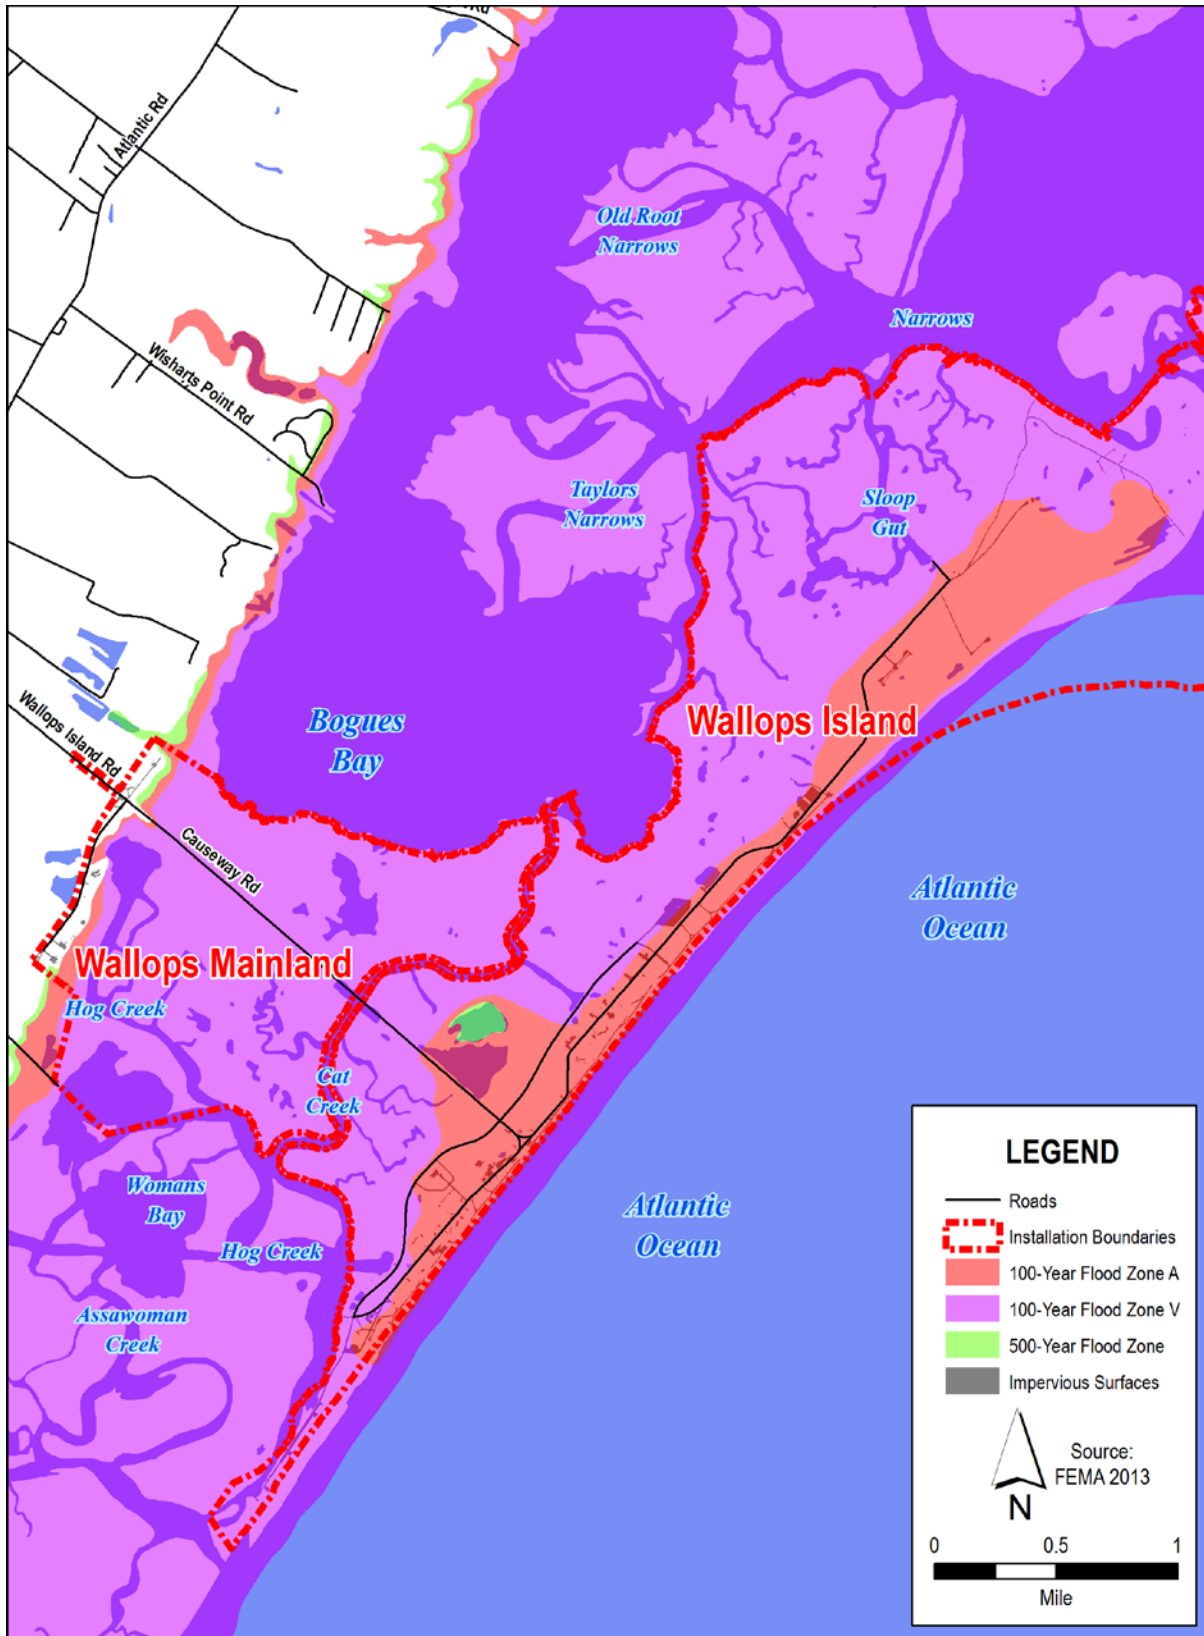 Rd
Atlantic Rd
Old Root
Narrows
Narrows
Wisharts Point Rd
Taylors
Narrows
Sloop
Gut
Wallops Island Rd
Bogues
Bay
Wallops Island
Causeway Rd
Atlantic
Ocean
Wallops Mainland
Hog Creek
Cat
Creek
Womans
Bay
Hog Creek
Atlantic
Ocean
Assawoman
Creek
LEGEND
Roads
Installation Boundaries
100-Year Flood Zone A
100-Year Flood Zone V
500-Year Flood Zone
Impervious Surfaces
Source:
FEMA 2013
N
0 0.5 1
Mile